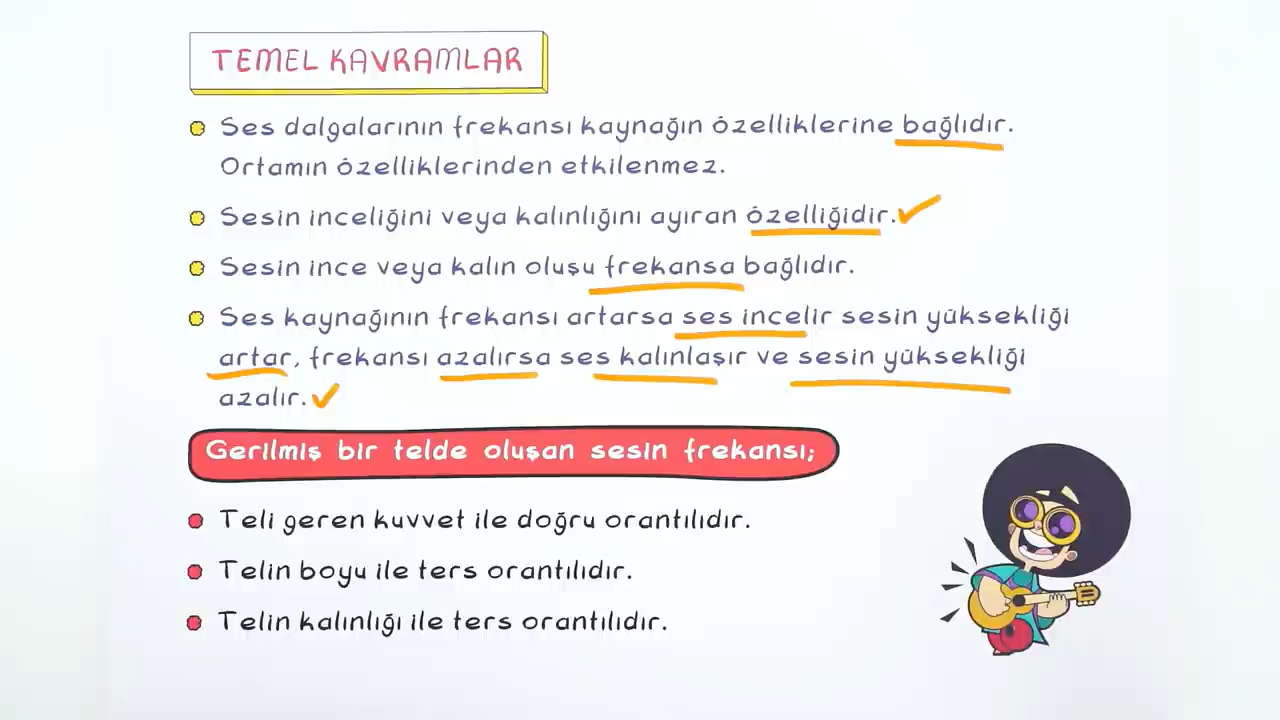 TEMEL KAVRAMLAR
Ses dalgalarının frekansı kaynağın özelliklerine bağlıdır.
Ortamın özelliklerinden etkilenmez.
Sesin inceliğini veya kalınlığını ayıran özelliğidir.
Sesin ince veya kalın oluşu frekansa bağlıdır.
Ses kaynağının frekansı artarsa ses incelir sesin yüksekliği
artar, frekansı azalırsa ses kalınlaşır ve sesin yüksekliği
azalır.
Gerilmiş bir telde oluşan sesin frekansı;
Teli geren kuvvet ile doğru orantılıdır.
Telin boyu ile ters orantılıdır.
Telin kalınlığı ile ters orantılıdır.